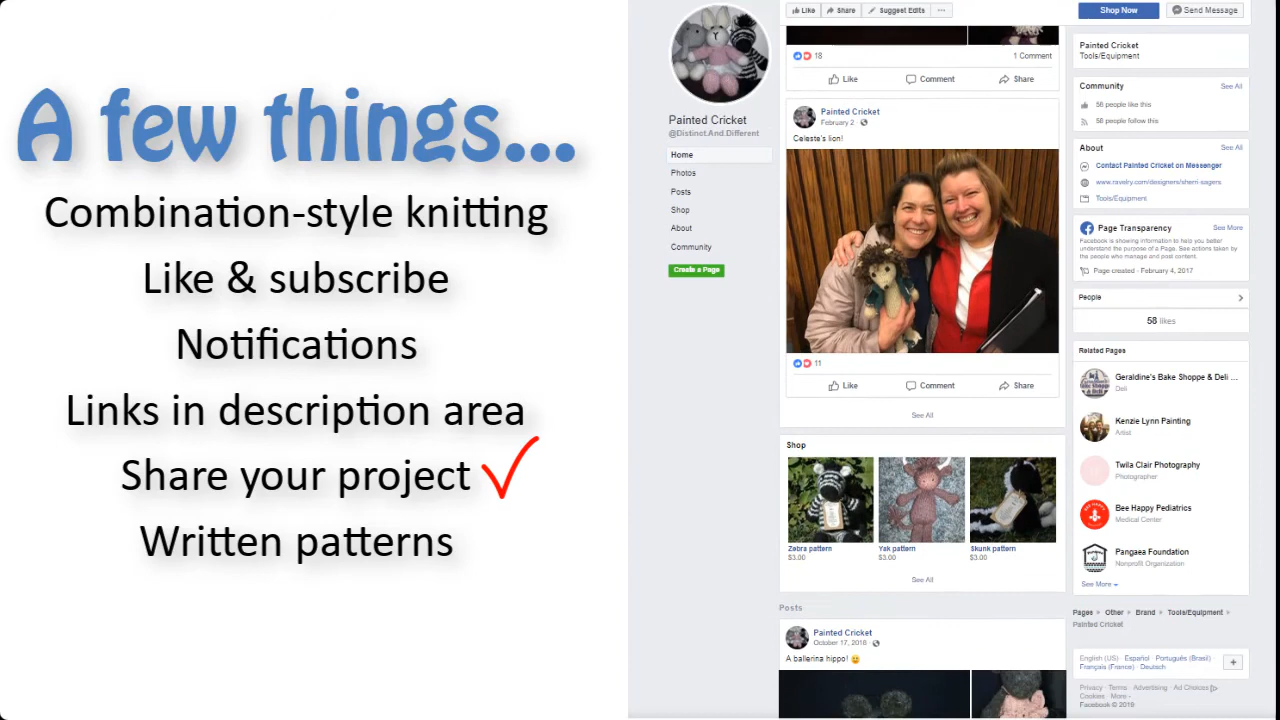 A few things...
Combination-style knitting
Like & subscribe
Notifications
Links in description area
Share your project
Written patterns
Like
Share
Suggest Edits
Shop Now
Send Message
Painted Cricket
@Distinct.And.Different
Home
Photos
Posts
Shop
About
Community
Create a Page
18
1 Comment
Like
Comment
Share
Painted Cricket
February 2
Celeste's lion!
11
Like
Comment
Share
See All
Shop
Zebra pattern
$3.00
Yak pattern
$3.00
Skunk pattern
$3.00
See All
Posts
Painted Cricket
October 17, 2018
A ballerina hippo!
Painted Cricket
Tools/Equipment
Community
See All
56 people like this
56 people follow this
About
See All
Contact Painted Cricket on Messenger
www.ravelry.com/designers/sherri-sagers
Tools/Equipment
Page Transparency
See More
Facebook is showing information to help you better
understand the purpose of a Page. See actions taken by
the people who manage and post content.
Page created - February 4, 2017
People
58 likes
Related Pages
Geraldine's Bake Shoppe & Deli ...
Deli
Kenzie Lynn Painting
Artist
Twila Clair Photography
Photographer
Bee Happy Pediatrics
Medical Center
Pangaea Foundation
Nonprofit Organization
See More
Pages
Other
Brand
Tools/Equipment
Painted Cricket
English (US) · Español · Português (Brasil) ·
Français (France) · Deutsch
Privacy · Terms · Advertising · Ad Choices
Cookies · More
Facebook © 2019